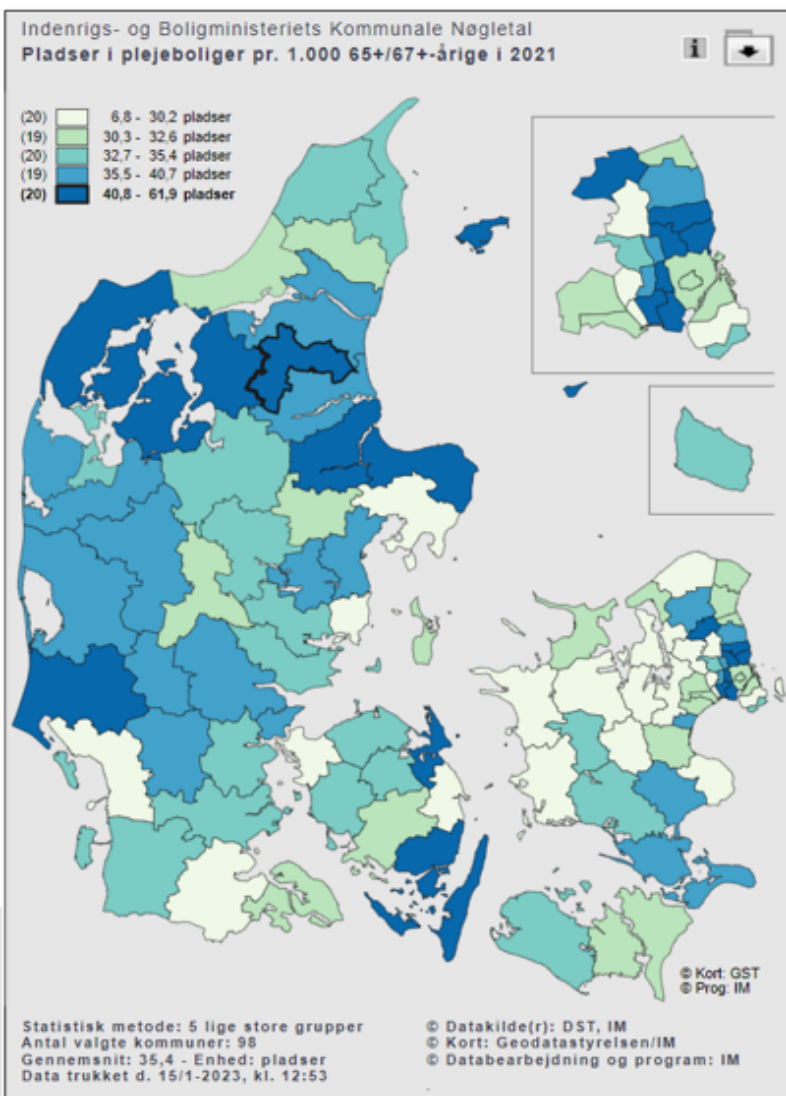 Indenrigs- og Boligministeriets Kommunale Nøgletal
Pladser i plejeboliger pr. 1.000 65+/67+-årige i 2021
i
(20) 6,8 - 30,2 pladser
(19) 30,3 - 32,6 pladser
(20) 32,7 - 35,4 pladser
(19) 35,5 - 40,7 pladser
(20) 40,8 - 61,9 pladser
© Kort: GST
© Prog: IM
Statistisk metode: 5 lige store grupper
Antal valgte kommuner: 98
Gennemsnit: 35,4 - Enhed: pladser
Data trukket d. 15/1-2023, kl. 12:53
© Datakilde(r): DST, IM
© Kort: Geodatastyrelsen/IM
© Databearbejdning og program: IM